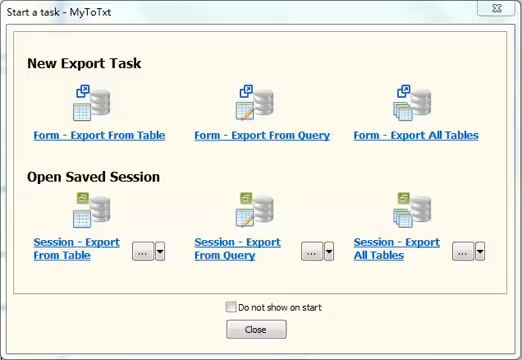 Start a task - MyToTxt
New Export Task
Form - Export From Table
Form - Export From Query
Form - Export All Tables
Open Saved Session
Session - Export
From Table
...
Session - Export
From Query
...
Session - Export
All Tables
...
Do not show on start
Close